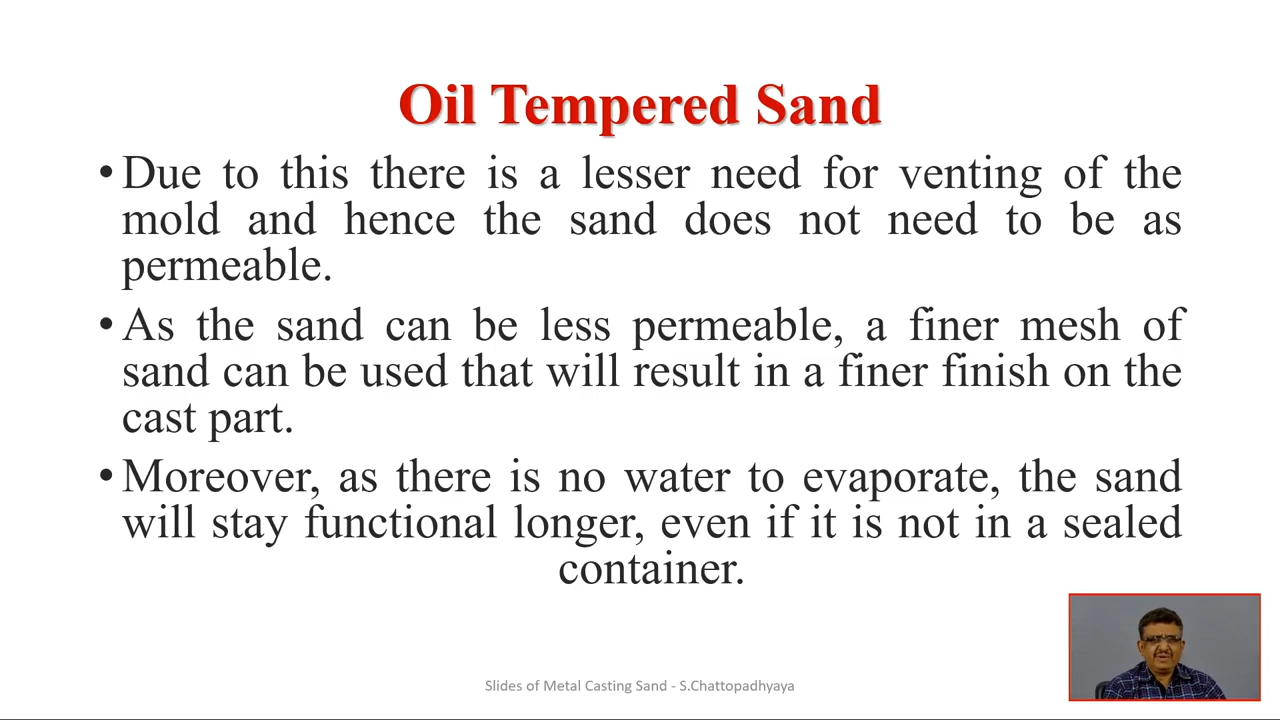 Oil Tempered Sand
• Due to this there is a lesser need for venting of the
mold and hence the sand does not need to be as
permeable.
• As the sand can be less permeable, a finer mesh of
sand can be used that will result in a finer finish on the
cast part.
• Moreover, as there is no water to evaporate, the sand
will stay functional longer, even if it is not in a sealed
container.
Slides of Metal Casting Sand - S.Chattopadhyaya